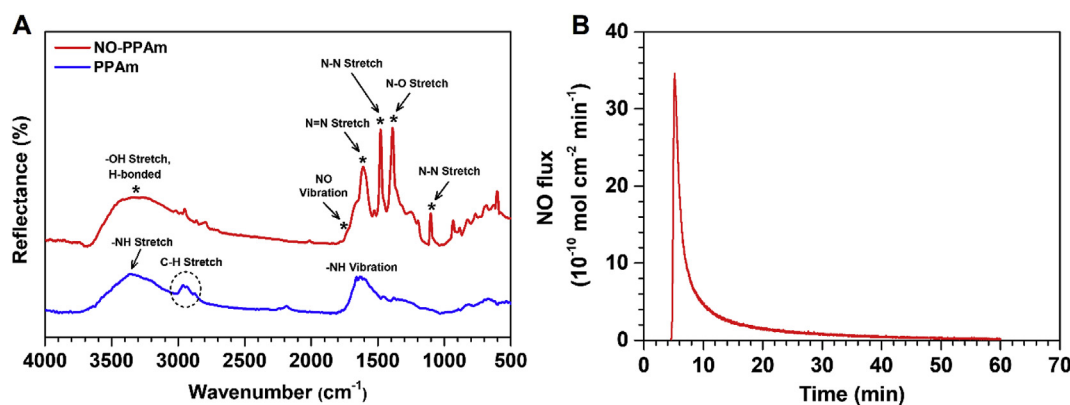 A
NO-PPAm
PPAm
N-N Stretch
N-O Stretch
N=N Stretch
-OH Stretch,
H-bonded
*
NO
Vibration
*
*
*
*
N-N Stretch
*
-NH Stretch
C-H Stretch
-NH Vibration
Reflectance (%)
4000 3500 3000 2500 2000 1500 1000 500
Wavenumber (cm⁻¹)
B
NO flux
(10⁻¹⁰ mol cm⁻² min⁻¹)
40
30
20
10
0
0 10 20 30 40 50 60 70
Time (min)